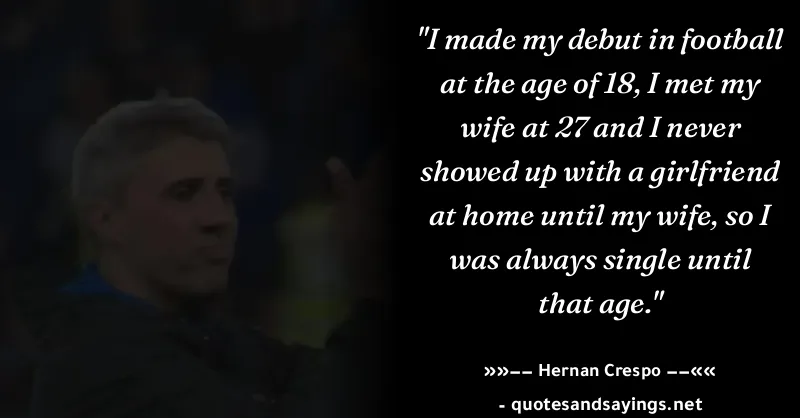 "I made my debut in football
at the age of 18, I met my
wife at 27 and I never
showed up with a girlfriend
at home until my wife, so I
was always single until
that age."
»»–– Hernan Crespo ––««
- quotesandsayings.net